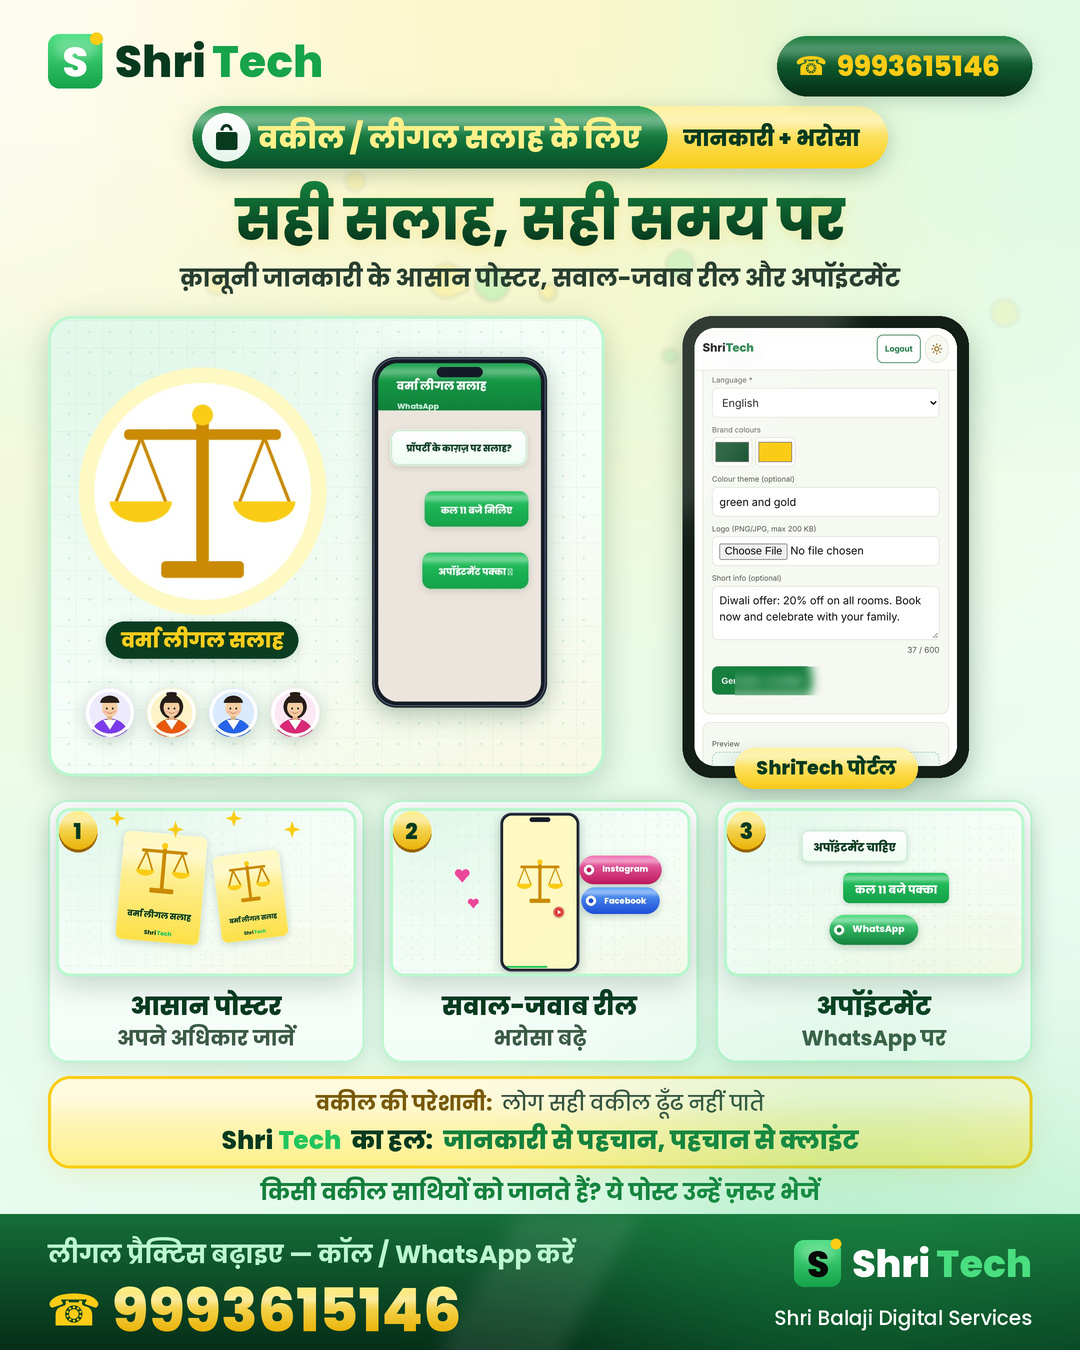 Shri Tech
☎ 9993615146
वकील / लीगल सलाह के लिए
जानकारी + भरोसा
सही सलाह, सही समय पर
क़ानूनी जानकारी के आसान पोस्टर, सवाल-जवाब रील और अपॉइंटमेंट
वर्मा लीगल सलाह
WhatsApp
प्रॉपर्टी के काग़ज़ पर सलाह?
कल 11 बजे मिलिए
अपॉइंटमेंट पक्का
वर्मा लीगल सलाह
ShriTech
Logout
Language *
English
Brand colours
Colour theme (optional)
green and gold
Logo (PNG/JPG, max 200 KB)
Choose File No file chosen
Short info (optional)
Diwali offer: 20% off on all rooms. Book
now and celebrate with your family.
37 / 600
Preview
ShriTech पोर्टल
1
वर्मा लीगल सलाह
ShriTech
वर्मा लीगल सलाह
ShriTech
आसान पोस्टर
अपने अधिकार जानें
2
Instagram
Facebook
सवाल-जवाब रील
भरोसा बढ़े
3
अपॉइंटमेंट चाहिए
कल 11 बजे पक्का
WhatsApp
अपॉइंटमेंट
WhatsApp पर
वकील की परेशानी: लोग सही वकील ढूँढ नहीं पाते
Shri Tech का हल: जानकारी से पहचान, पहचान से क्लाइंट
किसी वकील साथियों को जानते हैं? ये पोस्ट उन्हें ज़रूर भेजें
लीगल प्रैक्टिस बढ़ाइए — कॉल / WhatsApp करें
☎ 9993615146
Shri Tech
Shri Balaji Digital Services